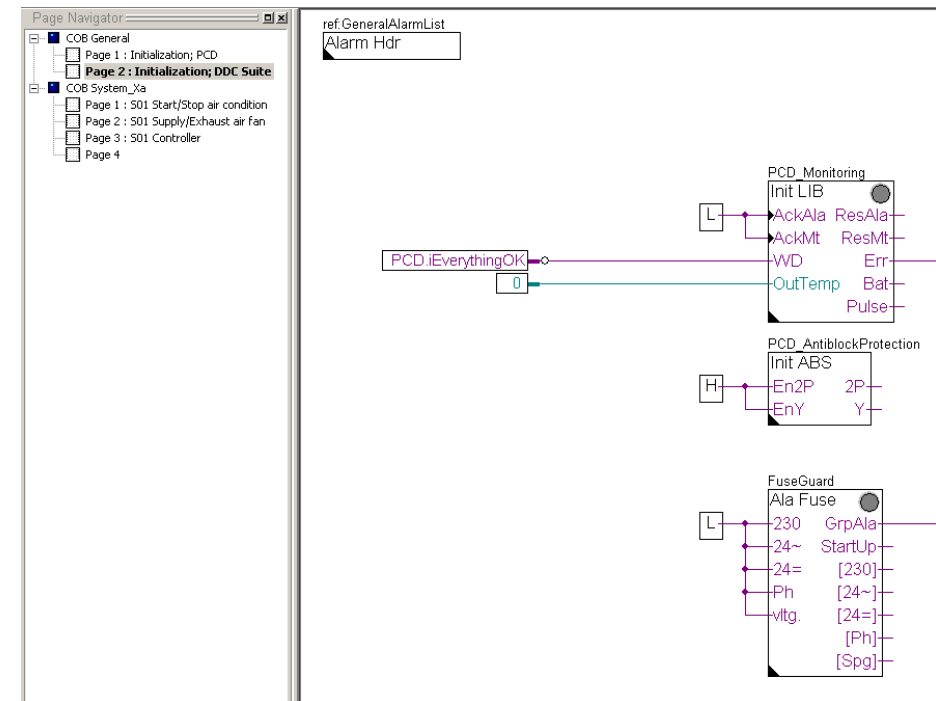 Page Navigator
COB General
Page 1 : Initialization; PCD
Page 2 : Initialization; DDC Suite
COB System_Xa
Page 1 : S01 Start/Stop air condition
Page 2 : S01 Supply/Exhaust air fan
Page 3 : S01 Controller
Page 4
ref:GeneralAlarmList
Alarm Hdr
PCD_Monitoring
Init LIB
L
AckAla ResAla
AckMt ResMt
PCD.iEverythingOK
WD Err
0
OutTemp Bat
Pulse
PCD_AntiblockProtection
Init ABS
H
En2P 2P
EnY Y
FuseGuard
Ala Fuse
L
230 GrpAla
24~ StartUp
24= [230]
Ph [24~]
vltg. [24=]
[Ph]
[Spg]